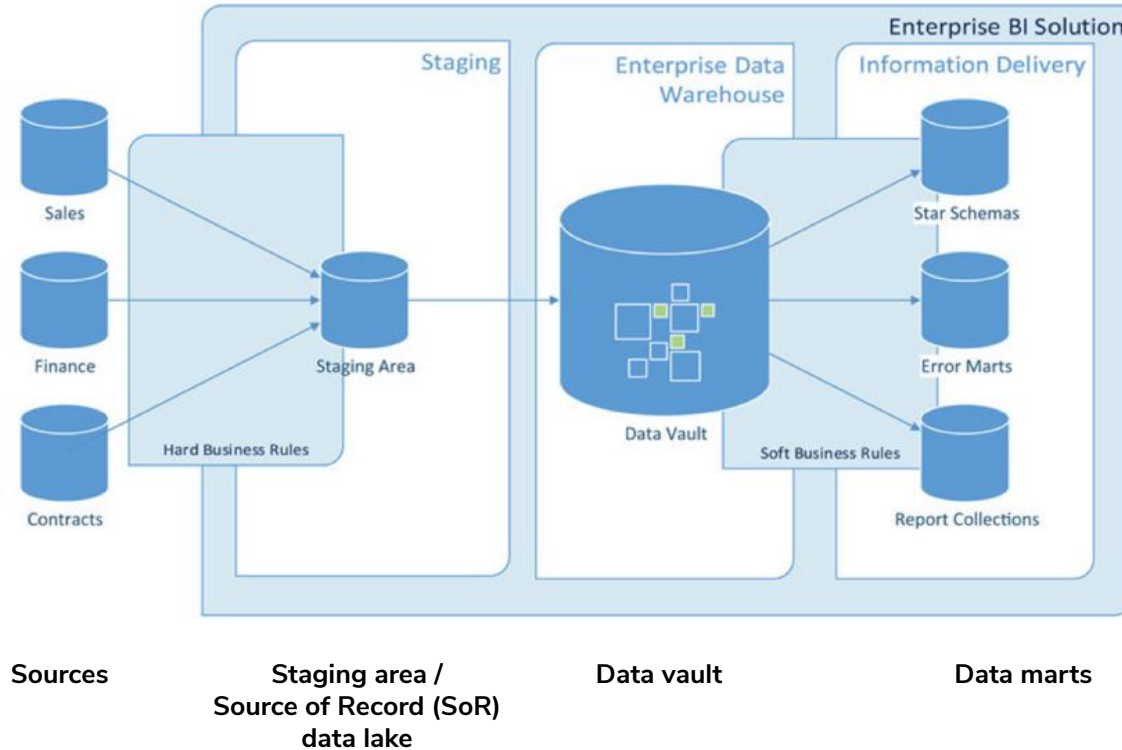 Enterprise BI Solution
Staging
Enterprise Data
Warehouse
Information Delivery
Sales
Star Schemas
Finance
Staging Area
Error Marts
Data Vault
Hard Business Rules
Soft Business Rules
Contracts
Report Collections
Sources
Staging area /
Source of Record (SoR)
data lake
Data vault
Data marts